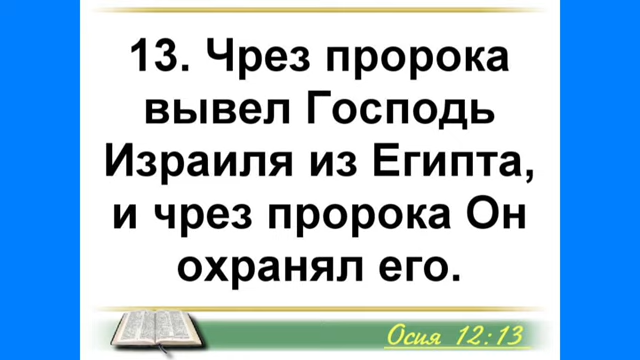 13. Чрез пророка
вывел Господь
Израиля из Египта,
и чрез пророка Он
охранял его.
Осия 12:13